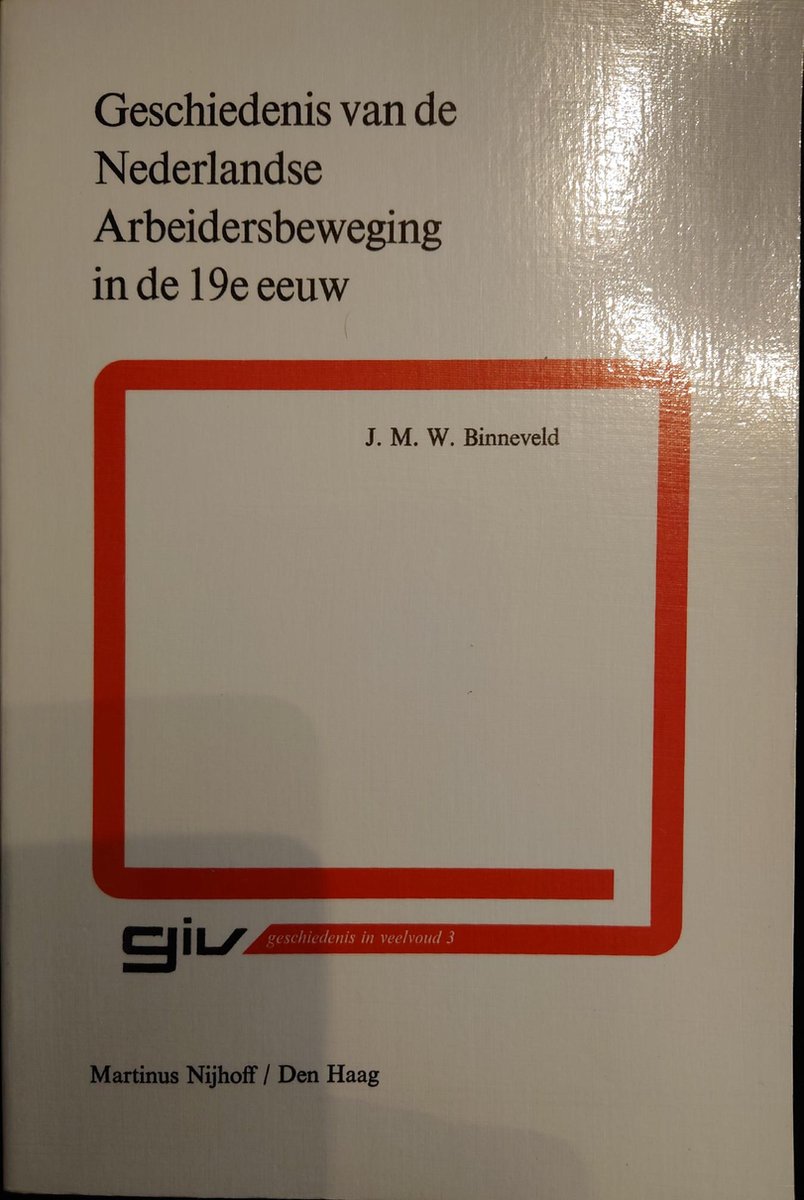 Geschiedenis van de
Nederlandse
Arbeidersbeweging
in de 19e eeuw
J. M. W. Binneveld
giv geschiedenis in veelvoud 3
Martinus Nijhoff / Den Haag